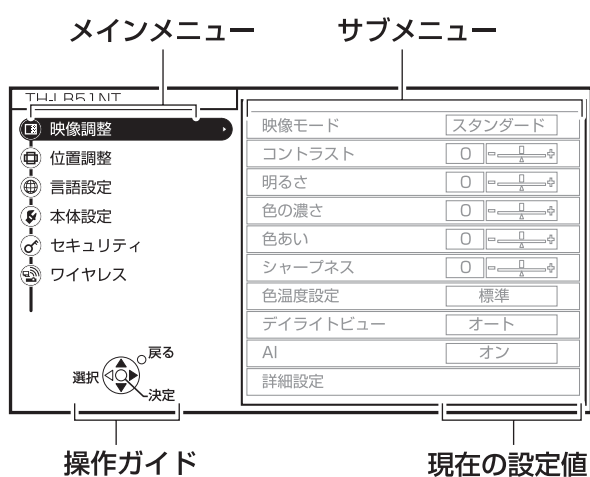 メインメニュー
サブメニュー
TH-LB51NT
映像調整
位置調整
言語設定
本体設定
セキュリティ
ワイヤレス
映像モード スタンダード
コントラスト 0
明るさ 0
色の濃さ 0
色あい 0
シャープネス 0
色温度設定 標準
デイライトビュー オート
AI オン
詳細設定
戻る
選択
決定
操作ガイド
現在の設定値